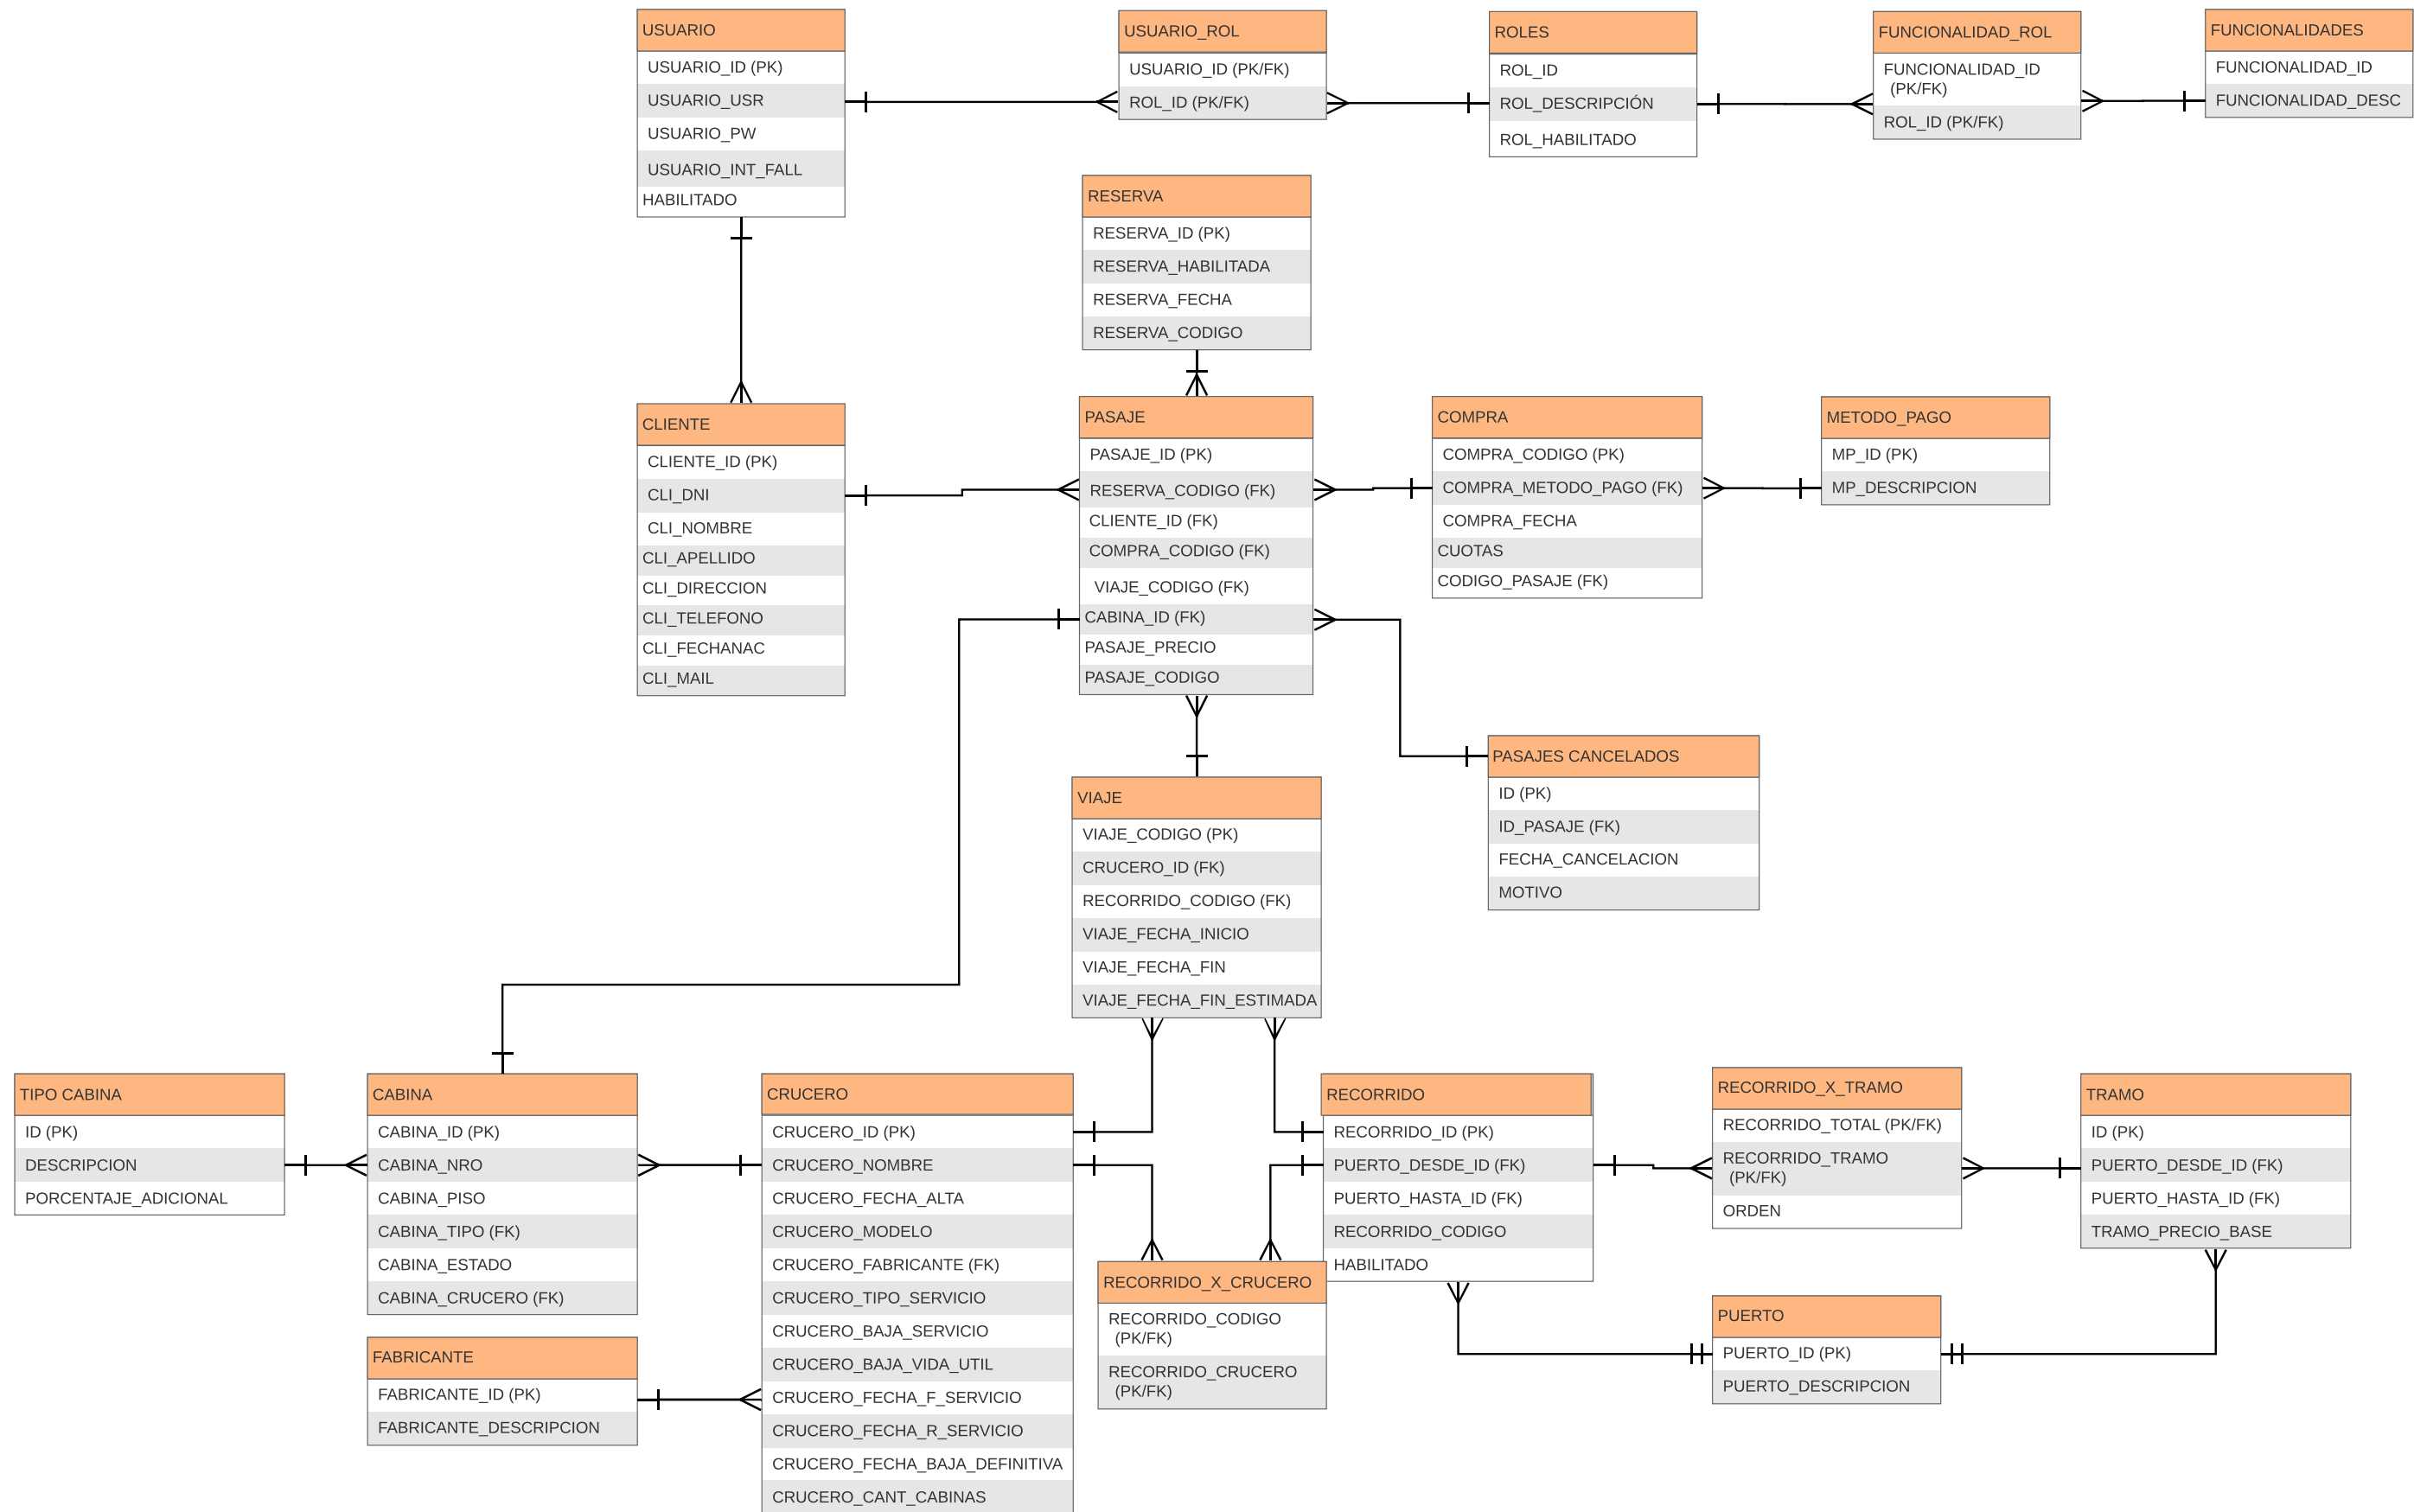 USUARIO
USUARIO_ID (PK)
USUARIO_USR
USUARIO_PW
USUARIO_INT_FALL
HABILITADO
USUARIO_ROL
USUARIO_ID (PK/FK)
ROL_ID (PK/FK)
ROLES
ROL_ID
ROL_DESCRIPCIÓN
ROL_HABILITADO
FUNCIONALIDAD_ROL
FUNCIONALIDAD_ID
(PK/FK)
ROL_ID (PK/FK)
FUNCIONALIDADES
FUNCIONALIDAD_ID
FUNCIONALIDAD_DESC
RESERVA
RESERVA_ID (PK)
RESERVA_HABILITADA
RESERVA_FECHA
RESERVA_CODIGO
CLIENTE
CLIENTE_ID (PK)
CLI_DNI
CLI_NOMBRE
CLI_APELLIDO
CLI_DIRECCION
CLI_TELEFONO
CLI_FECHANAC
CLI_MAIL
PASAJE
PASAJE_ID (PK)
RESERVA_CODIGO (FK)
CLIENTE_ID (FK)
COMPRA_CODIGO (FK)
VIAJE_CODIGO (FK)
CABINA_ID (FK)
PASAJE_PRECIO
PASAJE_CODIGO
COMPRA
COMPRA_CODIGO (PK)
COMPRA_METODO_PAGO (FK)
COMPRA_FECHA
CUOTAS
CODIGO_PASAJE (FK)
METODO_PAGO
MP_ID (PK)
MP_DESCRIPCION
PASAJES CANCELADOS
ID (PK)
ID_PASAJE (FK)
FECHA_CANCELACION
MOTIVO
VIAJE
VIAJE_CODIGO (PK)
CRUCERO_ID (FK)
RECORRIDO_CODIGO (FK)
VIAJE_FECHA_INICIO
VIAJE_FECHA_FIN
VIAJE_FECHA_FIN_ESTIMADA
TIPO CABINA
ID (PK)
DESCRIPCION
PORCENTAJE_ADICIONAL
CABINA
CABINA_ID (PK)
CABINA_NRO
CABINA_PISO
CABINA_TIPO (FK)
CABINA_ESTADO
CABINA_CRUCERO (FK)
FABRICANTE
FABRICANTE_ID (PK)
FABRICANTE_DESCRIPCION
CRUCERO
CRUCERO_ID (PK)
CRUCERO_NOMBRE
CRUCERO_FECHA_ALTA
CRUCERO_MODELO
CRUCERO_FABRICANTE (FK)
CRUCERO_TIPO_SERVICIO
CRUCERO_BAJA_SERVICIO
CRUCERO_BAJA_VIDA_UTIL
CRUCERO_FECHA_F_SERVICIO
CRUCERO_FECHA_R_SERVICIO
CRUCERO_FECHA_BAJA_DEFINITIVA
CRUCERO_CANT_CABINAS
RECORRIDO
RECORRIDO_ID (PK)
PUERTO_DESDE_ID (FK)
PUERTO_HASTA_ID (FK)
RECORRIDO_CODIGO
HABILITADO
RECORRIDO_X_CRUCERO
RECORRIDO_CODIGO
(PK/FK)
RECORRIDO_CRUCERO
(PK/FK)
RECORRIDO_X_TRAMO
RECORRIDO_TOTAL (PK/FK)
RECORRIDO_TRAMO
(PK/FK)
ORDEN
TRAMO
ID (PK)
PUERTO_DESDE_ID (FK)
PUERTO_HASTA_ID (FK)
TRAMO_PRECIO_BASE
PUERTO
PUERTO_ID (PK)
PUERTO_DESCRIPCION